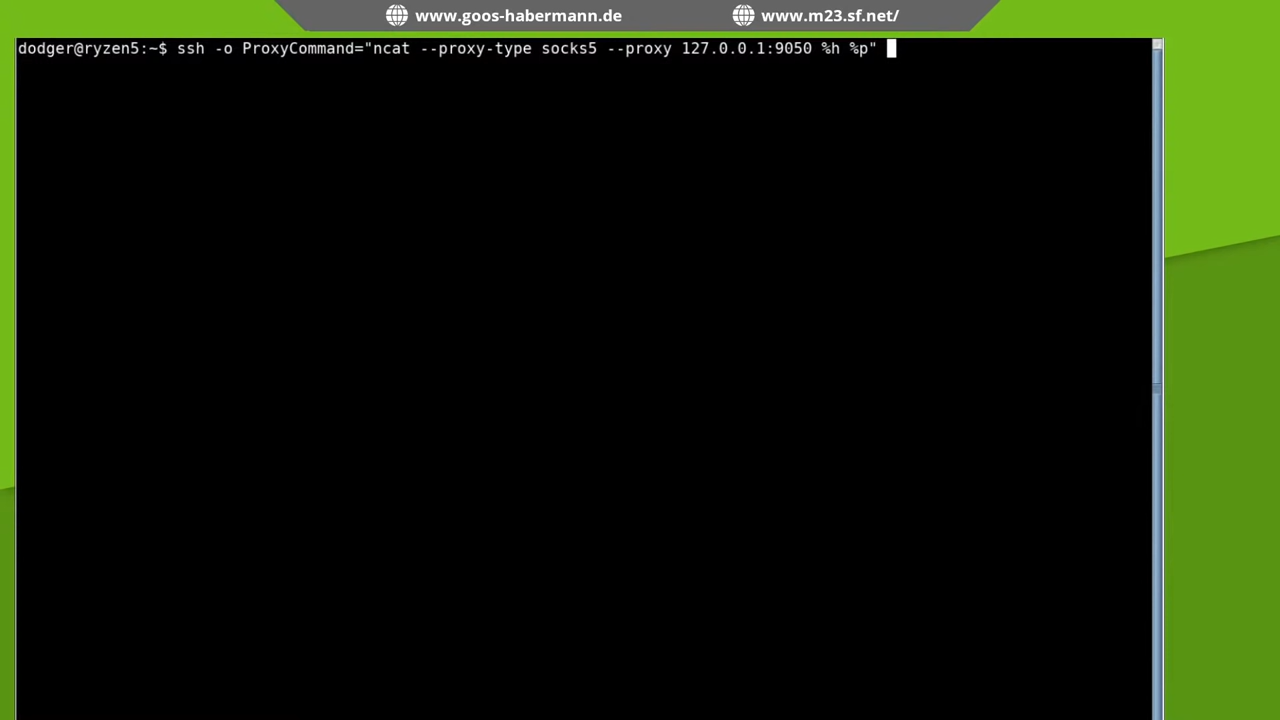 www.goos-habermann.de www.m23.sf.net/
dodger@ryzen5:~$ ssh -o ProxyCommand="ncat --proxy-type socks5 --proxy 127.0.0.1:9050 %h %p"